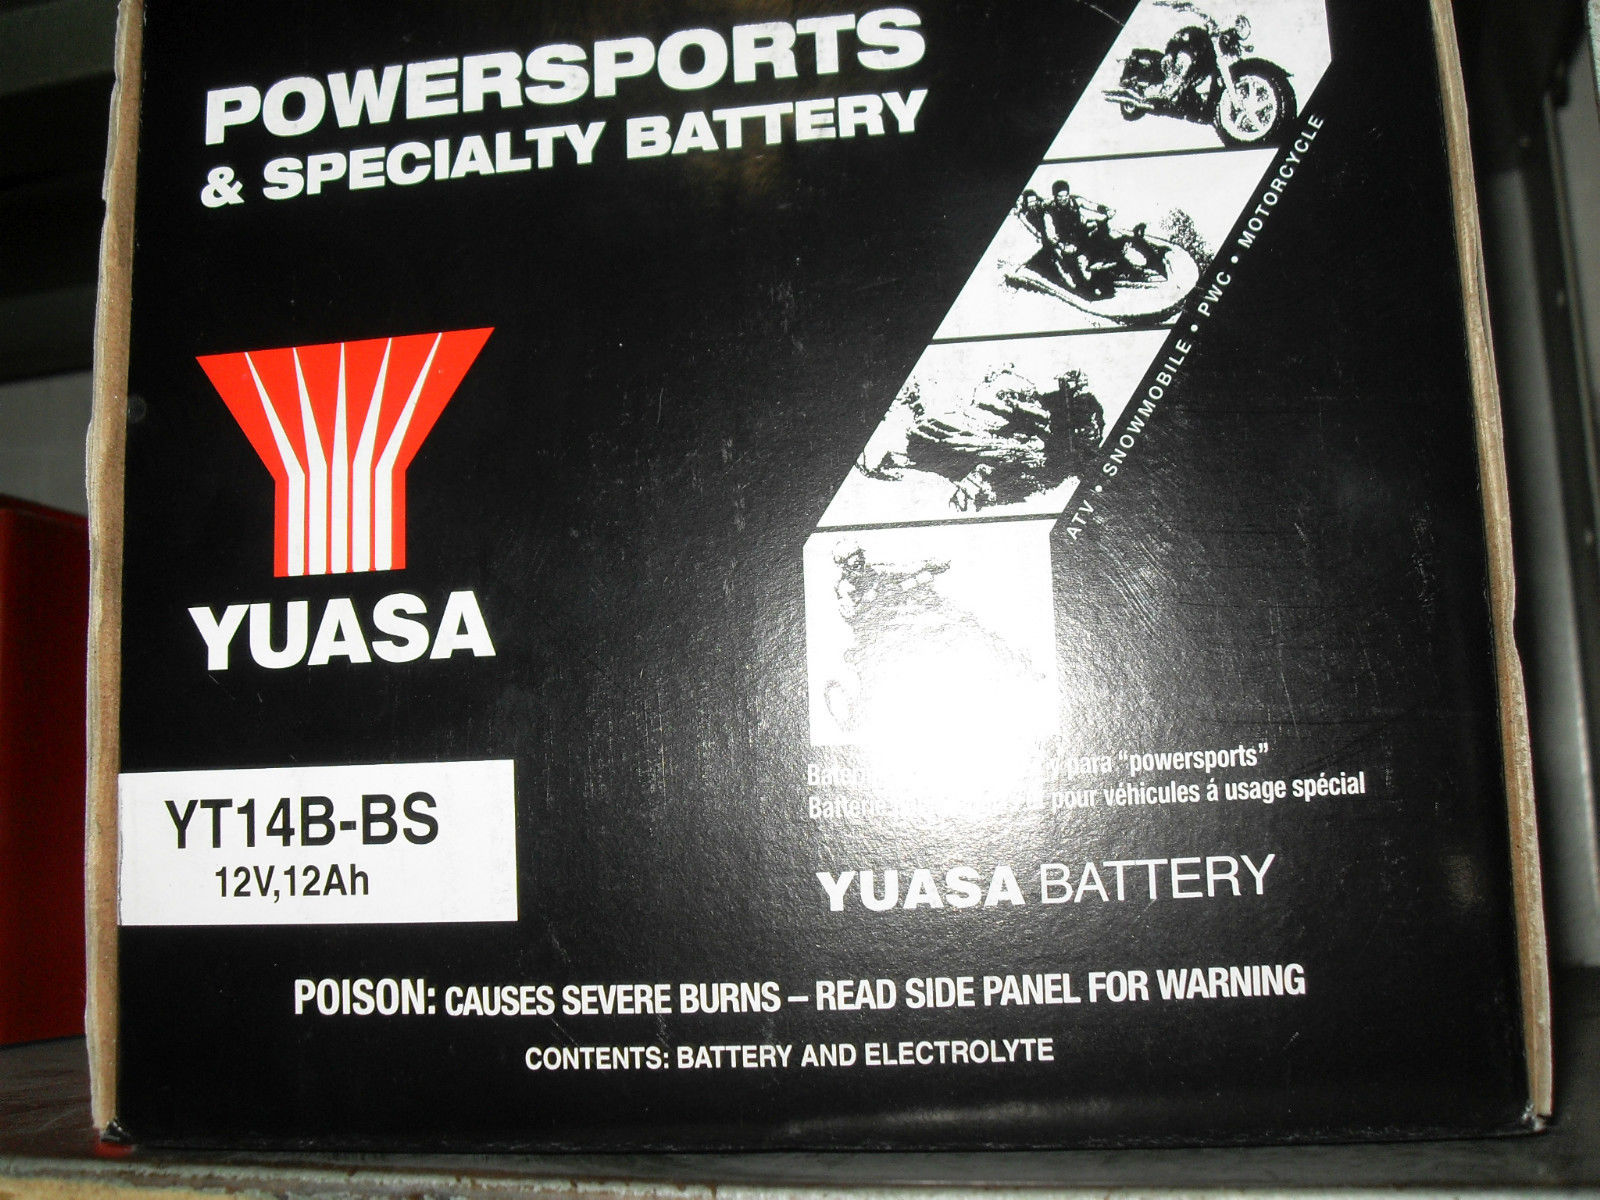 POWERSPORTS
& SPECIALTY BATTERY
ATV • SNOWMOBILE • PWC • MOTORCYCLE
YUASA
YT14B-BS
12V,12Ah
para "powersports"
pour véhicules á usage spécial
YUASA BATTERY
POISON: CAUSES SEVERE BURNS – READ SIDE PANEL FOR WARNING
CONTENTS: BATTERY AND ELECTROLYTE